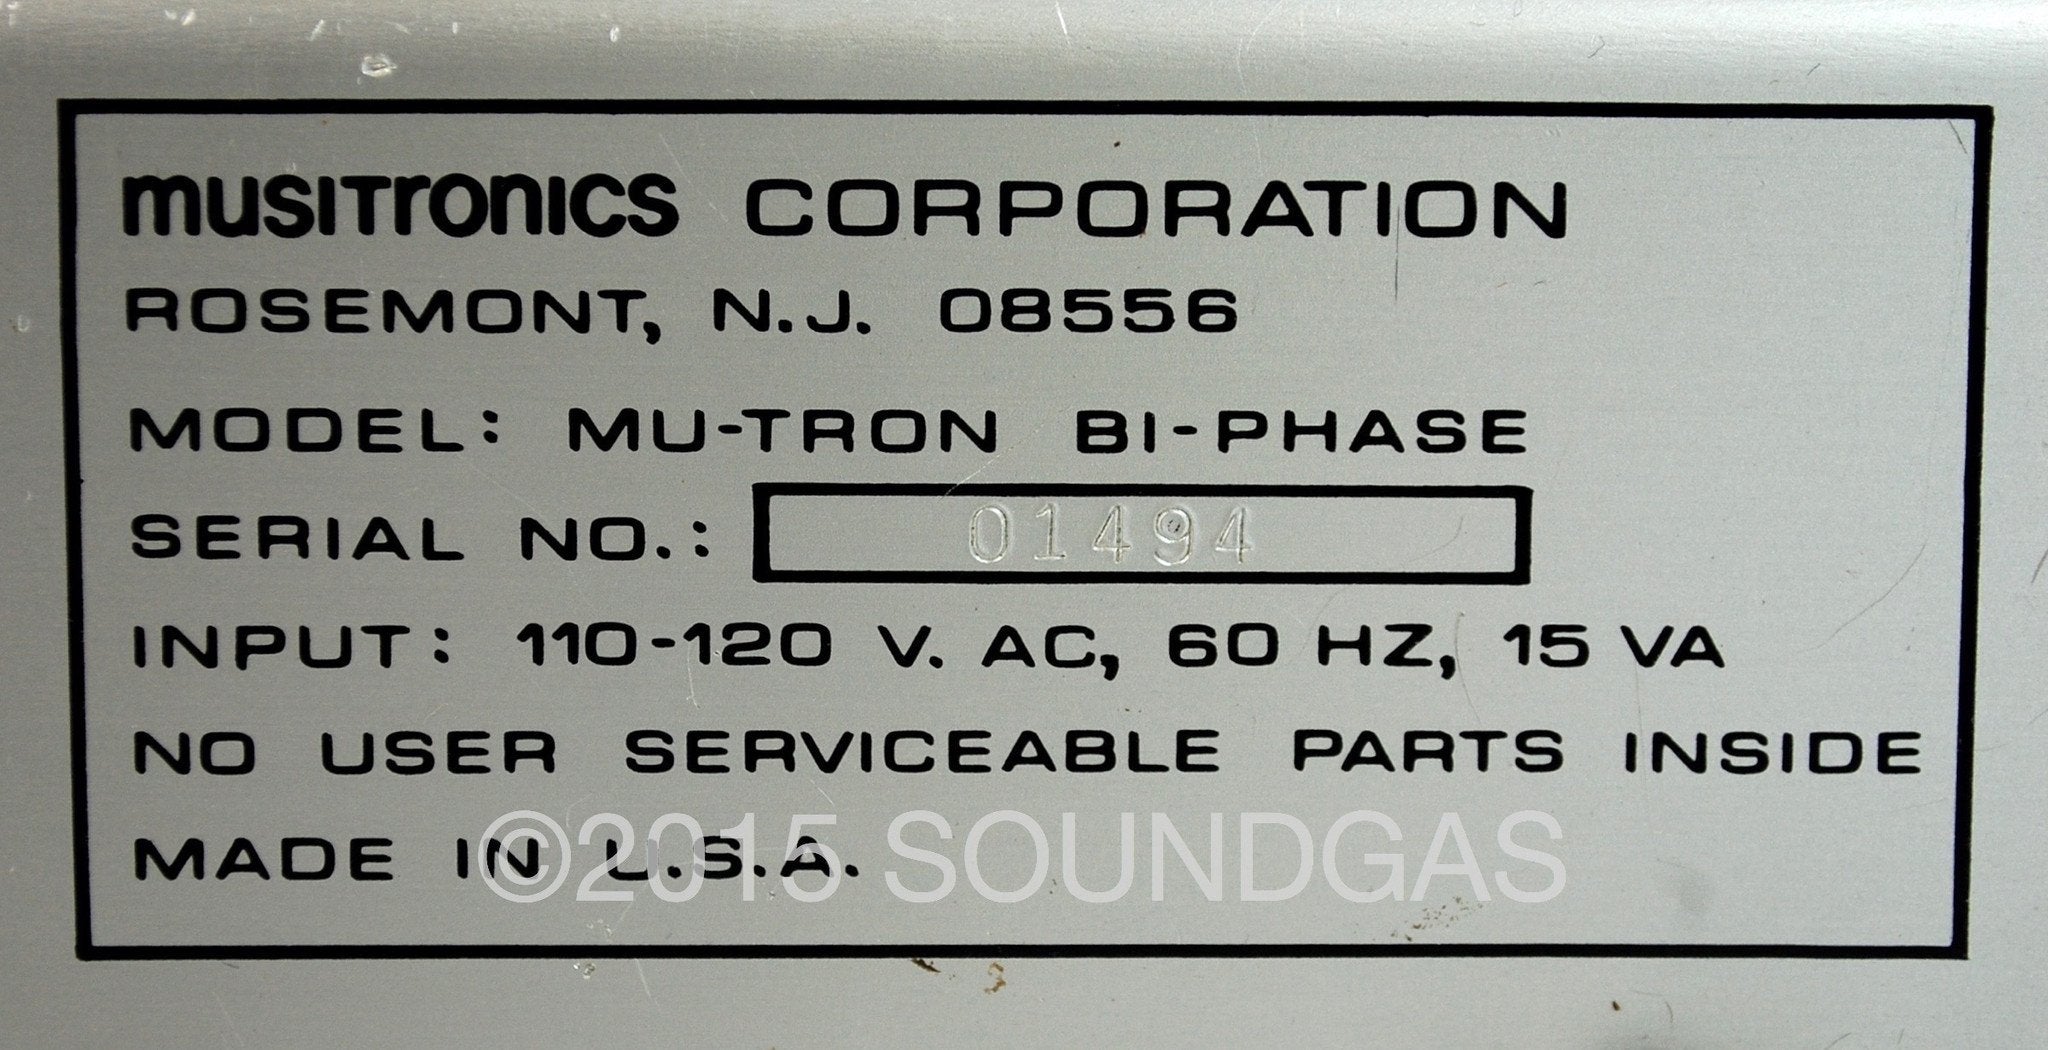 musiTronics CORPORATION
ROSEMONT, N.J. 08556
MODEL: MU-TRON BI-PHASE
SERIAL NO.: 01494
INPUT: 110-120 V. AC, 60 HZ, 15 VA
NO USER SERVICEABLE PARTS INSIDE
MADE IN U.S.A.
©2015 SOUNDGAS